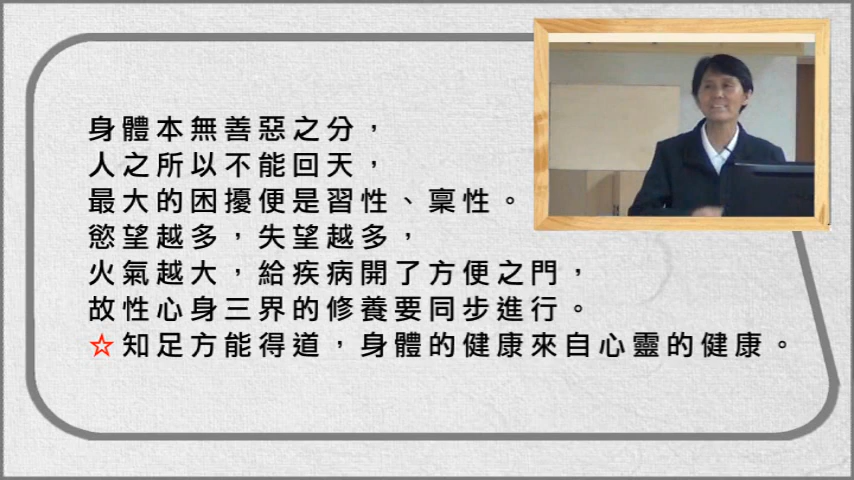 身體本無善惡之分，
人之所以不能回天，
最大的困擾便是習性、稟性。
慾望越多，失望越多，
火氣越大，給疾病開了方便之門，
故性心身三界的修養要同步進行。
☆知足方能得道，身體的健康來自心靈的健康。